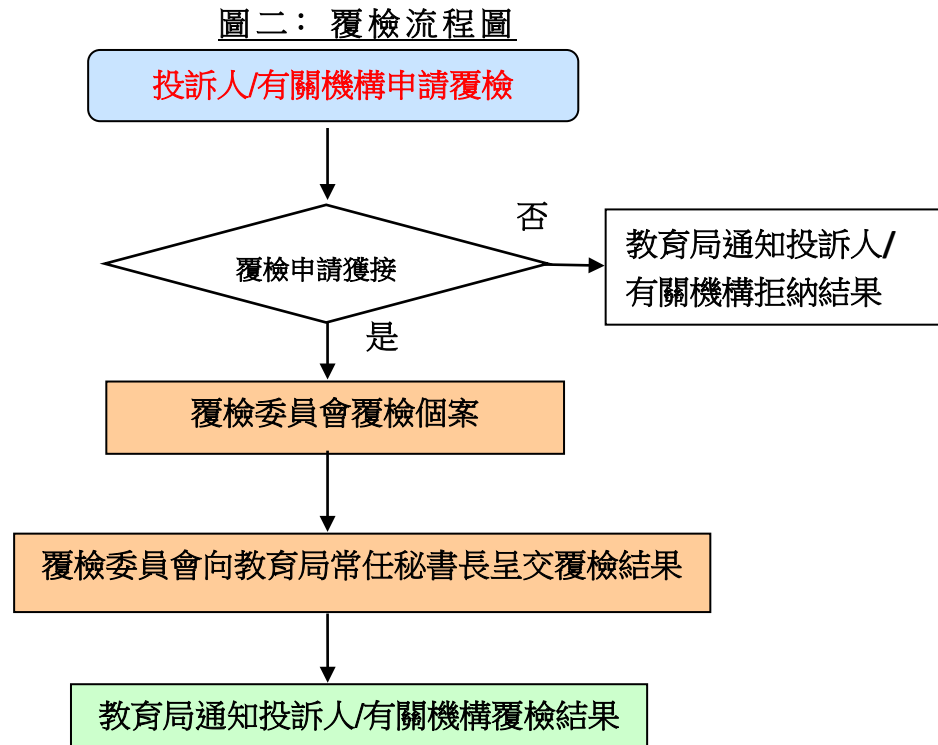 圖二：覆檢流程圖
投訴人/有關機構申請覆檢
否
覆檢申請獲接
教育局通知投訴人/
有關機構拒納結果
是
覆檢委員會覆檢個案
覆檢委員會向教育局常任秘書長呈交覆檢結果
教育局通知投訴人/有關機構覆檢結果